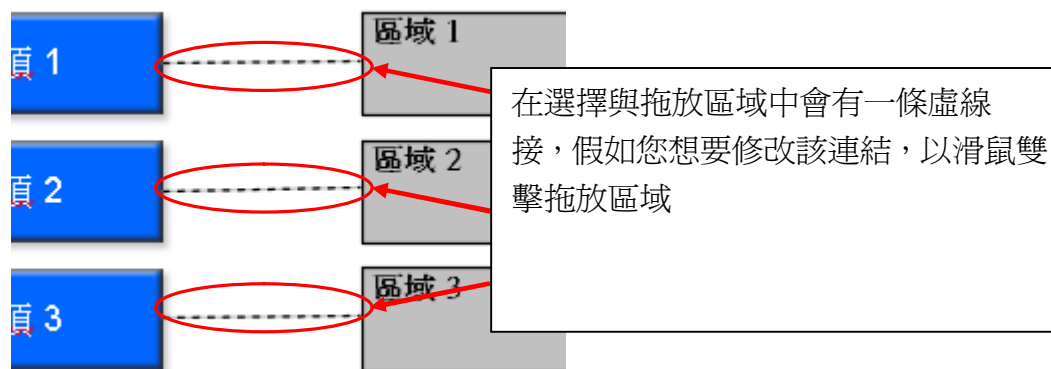 頁 1
區域 1
在選擇與拖放區域中會有一條虛線
接，假如您想要修改該連結，以滑鼠雙
擊拖放區域
頁 2
區域 2
頁 3
區域 3